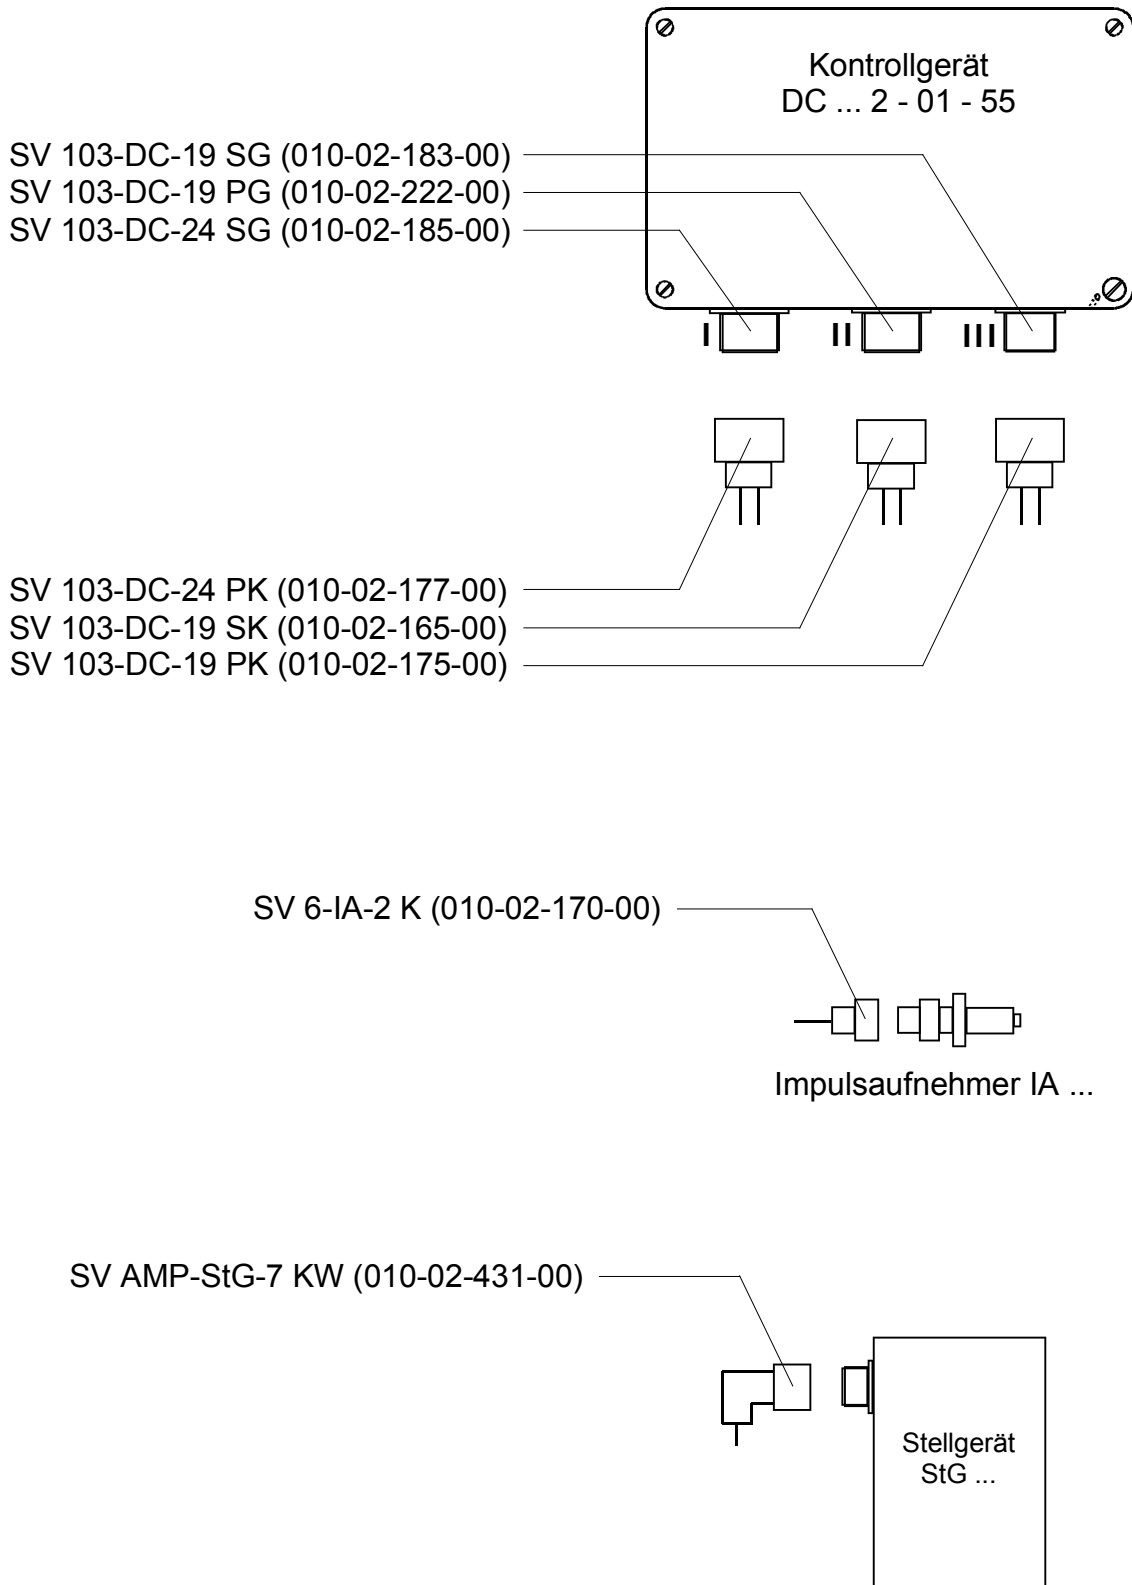 Kontrollgerät
DC ... 2 - 01 - 55
SV 103-DC-19 SG (010-02-183-00)
SV 103-DC-19 PG (010-02-222-00)
SV 103-DC-24 SG (010-02-185-00)
I II III
SV 103-DC-24 PK (010-02-177-00)
SV 103-DC-19 SK (010-02-165-00)
SV 103-DC-19 PK (010-02-175-00)
SV 6-IA-2 K (010-02-170-00)
Impulsaufnehmer IA ...
SV AMP-StG-7 KW (010-02-431-00)
Stellgerät
StG ...